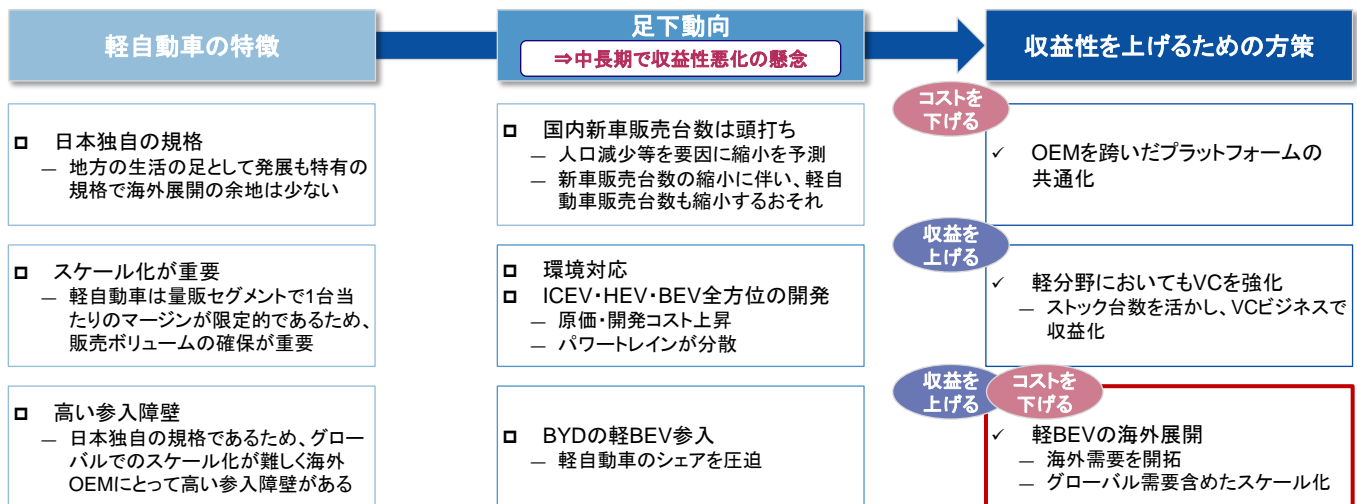 軽自動車の特徴
足下動向
⇒中長期で収益性悪化の懸念
収益性を上げるための方策
日本独自の規格
― 地方の生活の足として発展も特有の
規格で海外展開の余地は少ない
スケール化が重要
― 軽自動車は量販セグメントで1台当
たりのマージンが限定的であるため、
販売ボリュームの確保が重要
高い参入障壁
― 日本独自の規格であるため、グロー
バルでのスケール化が難しく海外
OEMにとって高い参入障壁がある
国内新車販売台数は頭打ち
― 人口減少等を要因に縮小を予測
― 新車販売台数の縮小に伴い、軽自
動車販売台数も縮小するおそれ
環境対応
ICEV・HEV・BEV全方位の開発
― 原価・開発コスト上昇
― パワートレインが分散
BYDの軽BEV参入
― 軽自動車のシェアを圧迫
コストを
下げる
✓ OEMを跨いだプラットフォームの
共通化
収益を
上げる
✓ 軽分野においてもVCを強化
― ストック台数を活かし、VCビジネスで
収益化
収益を
上げる
コストを
下げる
✓ 軽BEVの海外展開
― 海外需要を開拓
― グローバル需要含めたスケール化